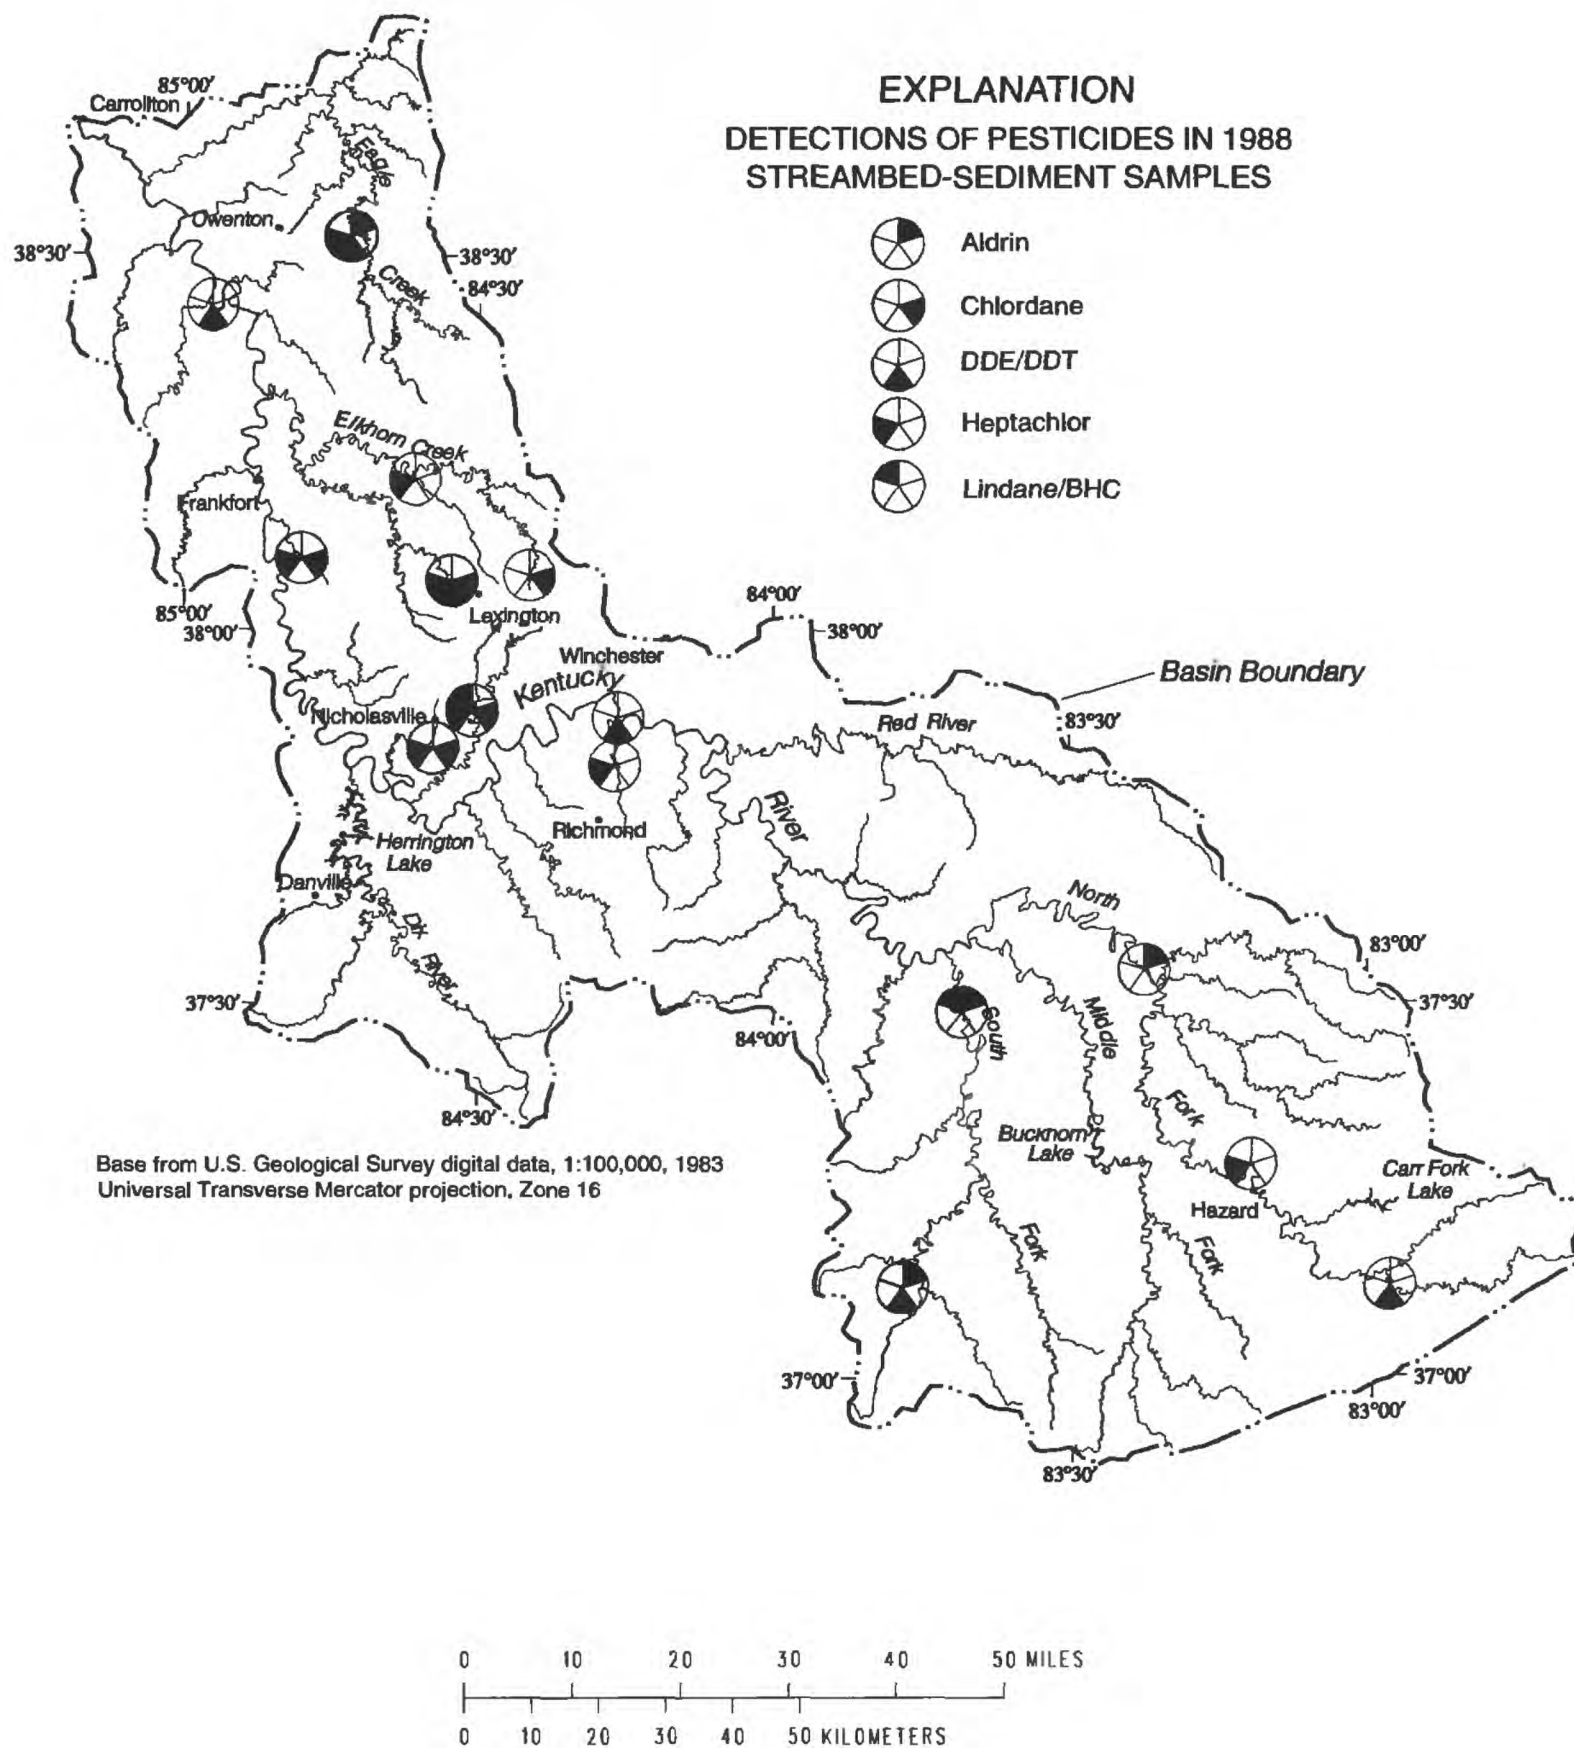 EXPLANATION
DETECTIONS OF PESTICIDES IN 1988
STREAMBED-SEDIMENT SAMPLES
Aldrin
Chlordane
DDE/DDT
Heptachlor
Lindane/BHC
85°00′
Carrollton
Eagle
Owenton
38°30′
38°30′
Creek
84°30′
Elkhorn Creek
Frankfort
85°00′
38°00′
Lexington
84°00′
38°00′
Winchester
Kentucky
Basin Boundary
Nicholasville
Red River
83°30′
River
Richmond
Herrington
Lake
Danville
Dix River
North
83°00′
37°30′
37°30′
84°00′
South
Middle
84°30′
Fork
Buckhorn
Lake
Base from U.S. Geological Survey digital data, 1:100,000, 1983
Universal Transverse Mercator projection, Zone 16
Carr Fork
Lake
Hazard
Fork
Fork
37°00′
37°00′
83°00′
83°30′
0 10 20 30 40 50 MILES
0 10 20 30 40 50 KILOMETERS